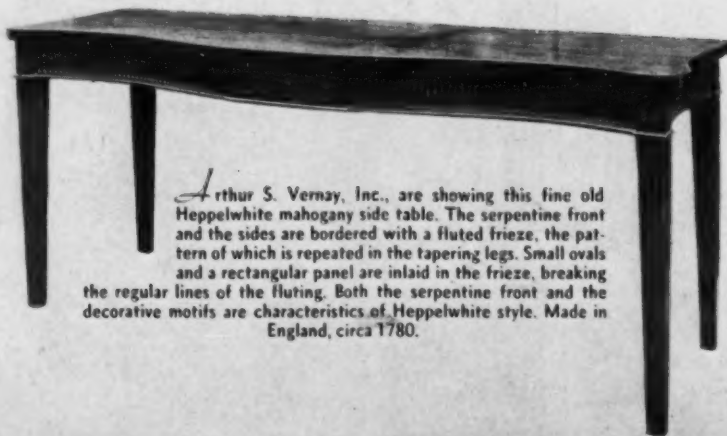 Arthur S. Vernay, Inc., are showing this fine old
Heppelwhite mahogany side table. The serpentine front
and the sides are bordered with a fluted frieze, the pat-
tern of which is repeated in the tapering legs. Small ovals
and a rectangular panel are inlaid in the frieze, breaking
the regular lines of the fluting. Both the serpentine front and the
decorative motifs are characteristics of Heppelwhite style. Made in
England, circa 1780.